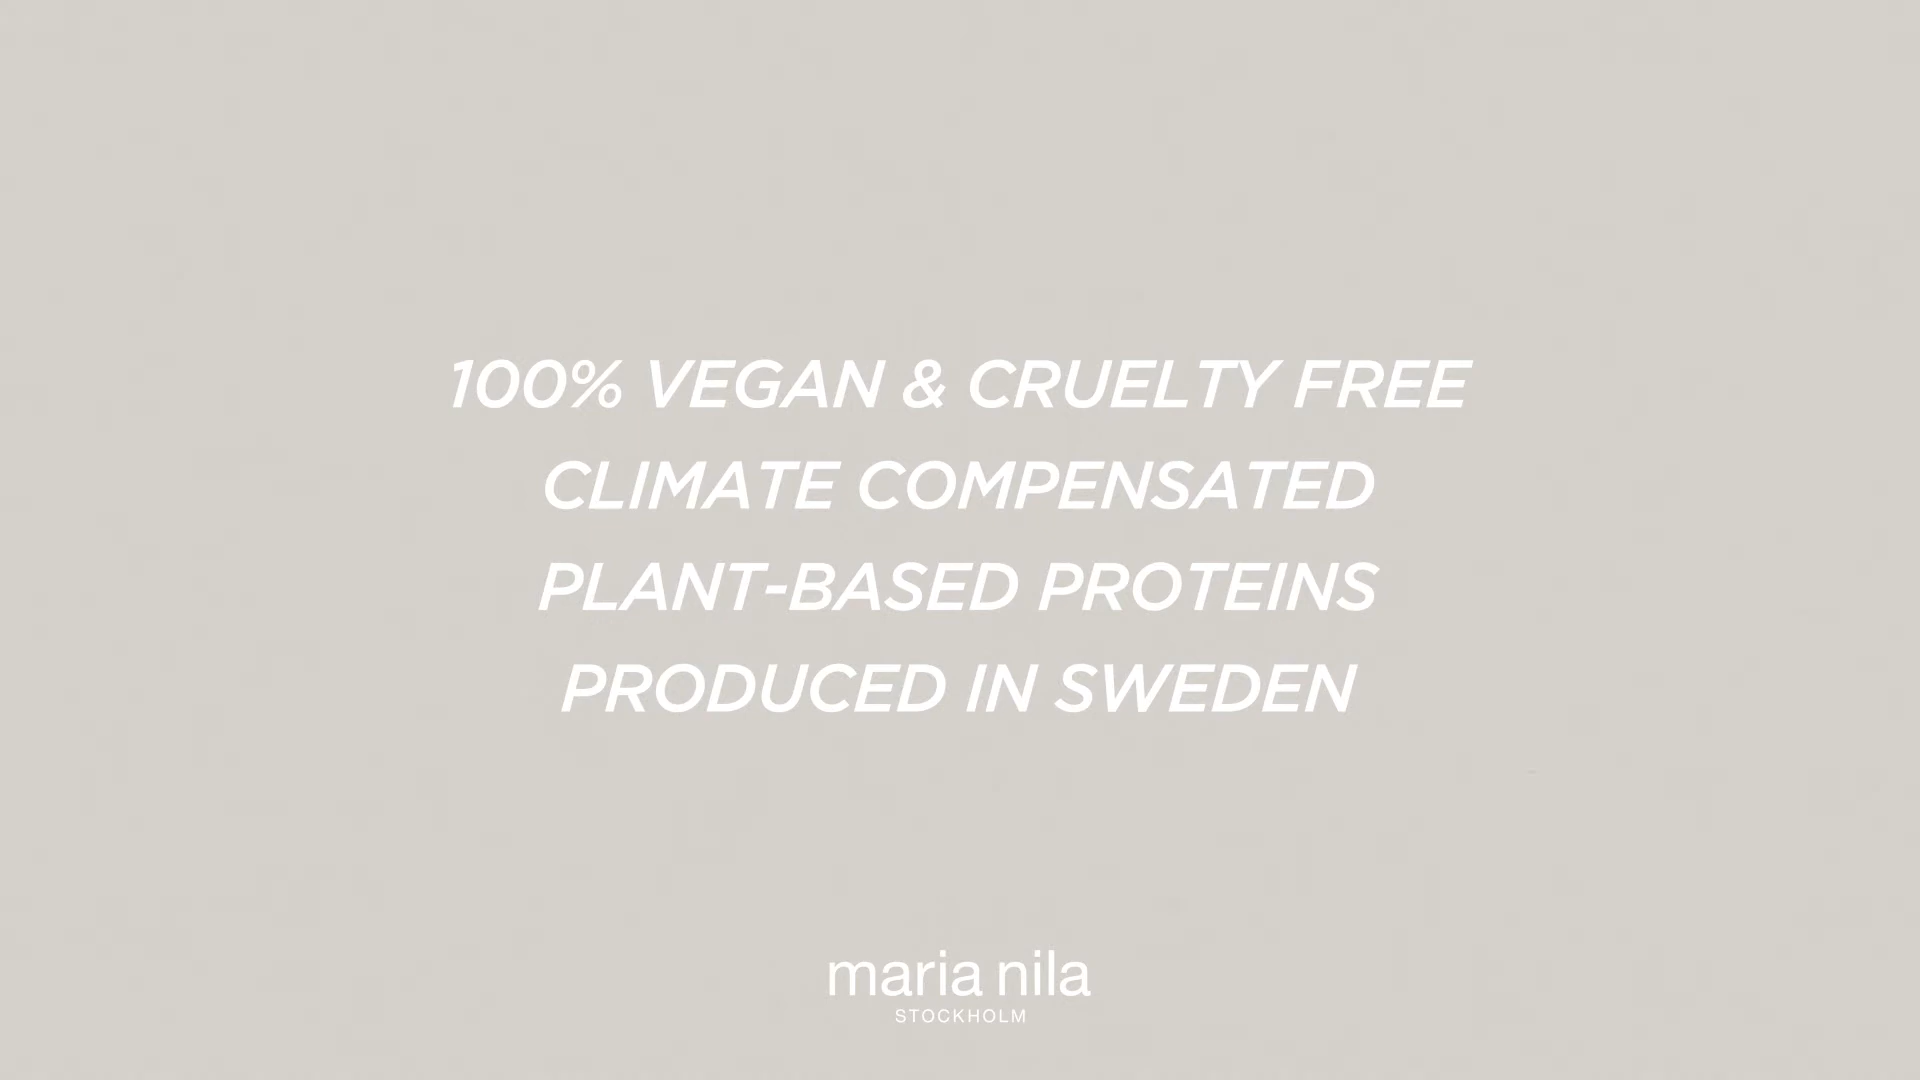 100% VEGAN & CRUELTY FREE
CLIMATE COMPENSATED
PLANT-BASED PROTEINS
PRODUCED IN SWEDEN
maria nila
STOCKHOLM